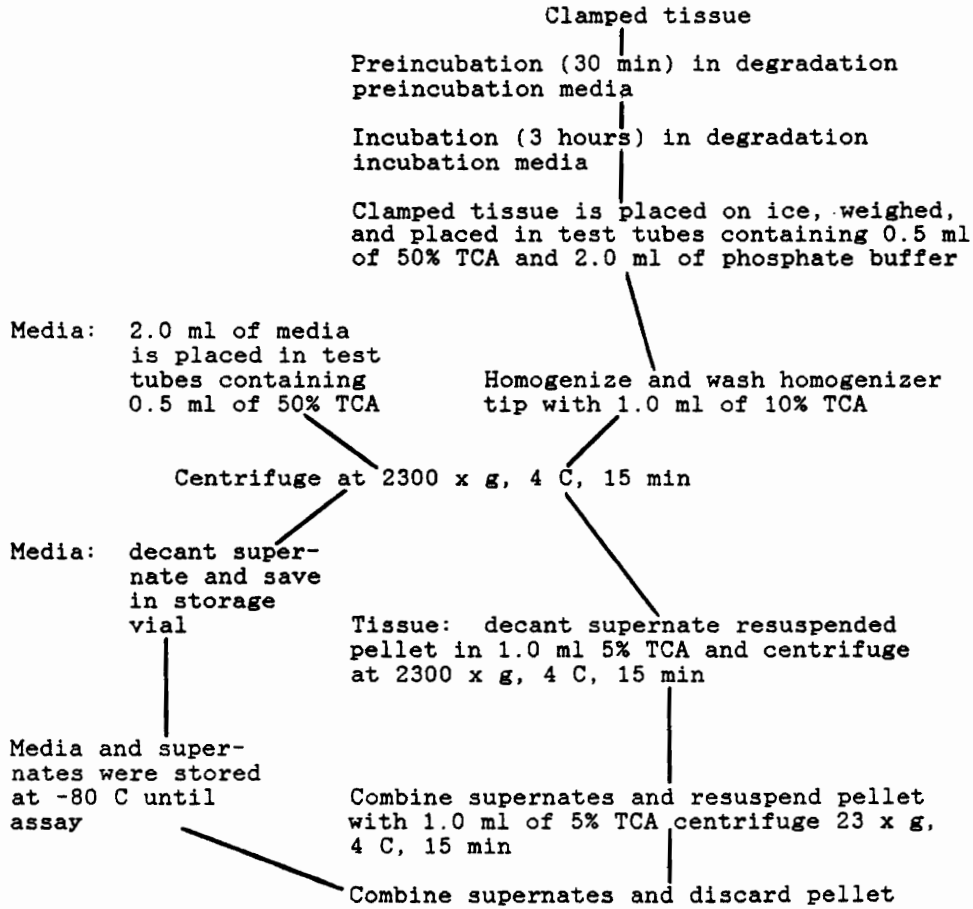 Clamped tissue
Preincubation (30 min) in degradation
preincubation media
Incubation (3 hours) in degradation
incubation media
Clamped tissue is placed on ice, weighed,
and placed in test tubes containing 0.5 ml
of 50% TCA and 2.0 ml of phosphate buffer
Media: 2.0 ml of media
is placed in test
tubes containing
0.5 ml of 50% TCA
Homogenize and wash homogenizer
tip with 1.0 ml of 10% TCA
Centrifuge at 2300 x g, 4 C, 15 min
Media: decant super-
nate and save
in storage
vial
Tissue: decant supernate resuspended
pellet in 1.0 ml 5% TCA and centrifuge
at 2300 x g, 4 C, 15 min
Media and super-
nates were stored
at -80 C until
assay
Combine supernates and resuspend pellet
with 1.0 ml of 5% TCA centrifuge 23 x g,
4 C, 15 min
Combine supernates and discard pellet